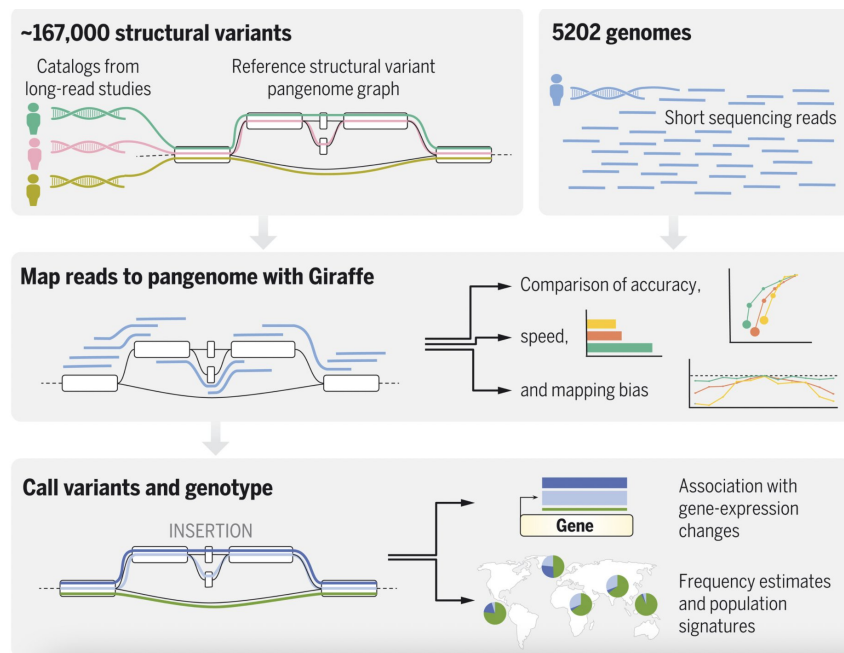 ~167,000 structural variants
Catalogs from
long-read studies
Reference structural variant
pangenome graph
5202 genomes
Short sequencing reads
Map reads to pangenome with Giraffe
Comparison of accuracy,
speed,
and mapping bias
Call variants and genotype
INSERTION
Gene
Association with
gene-expression
changes
Frequency estimates
and population
signatures